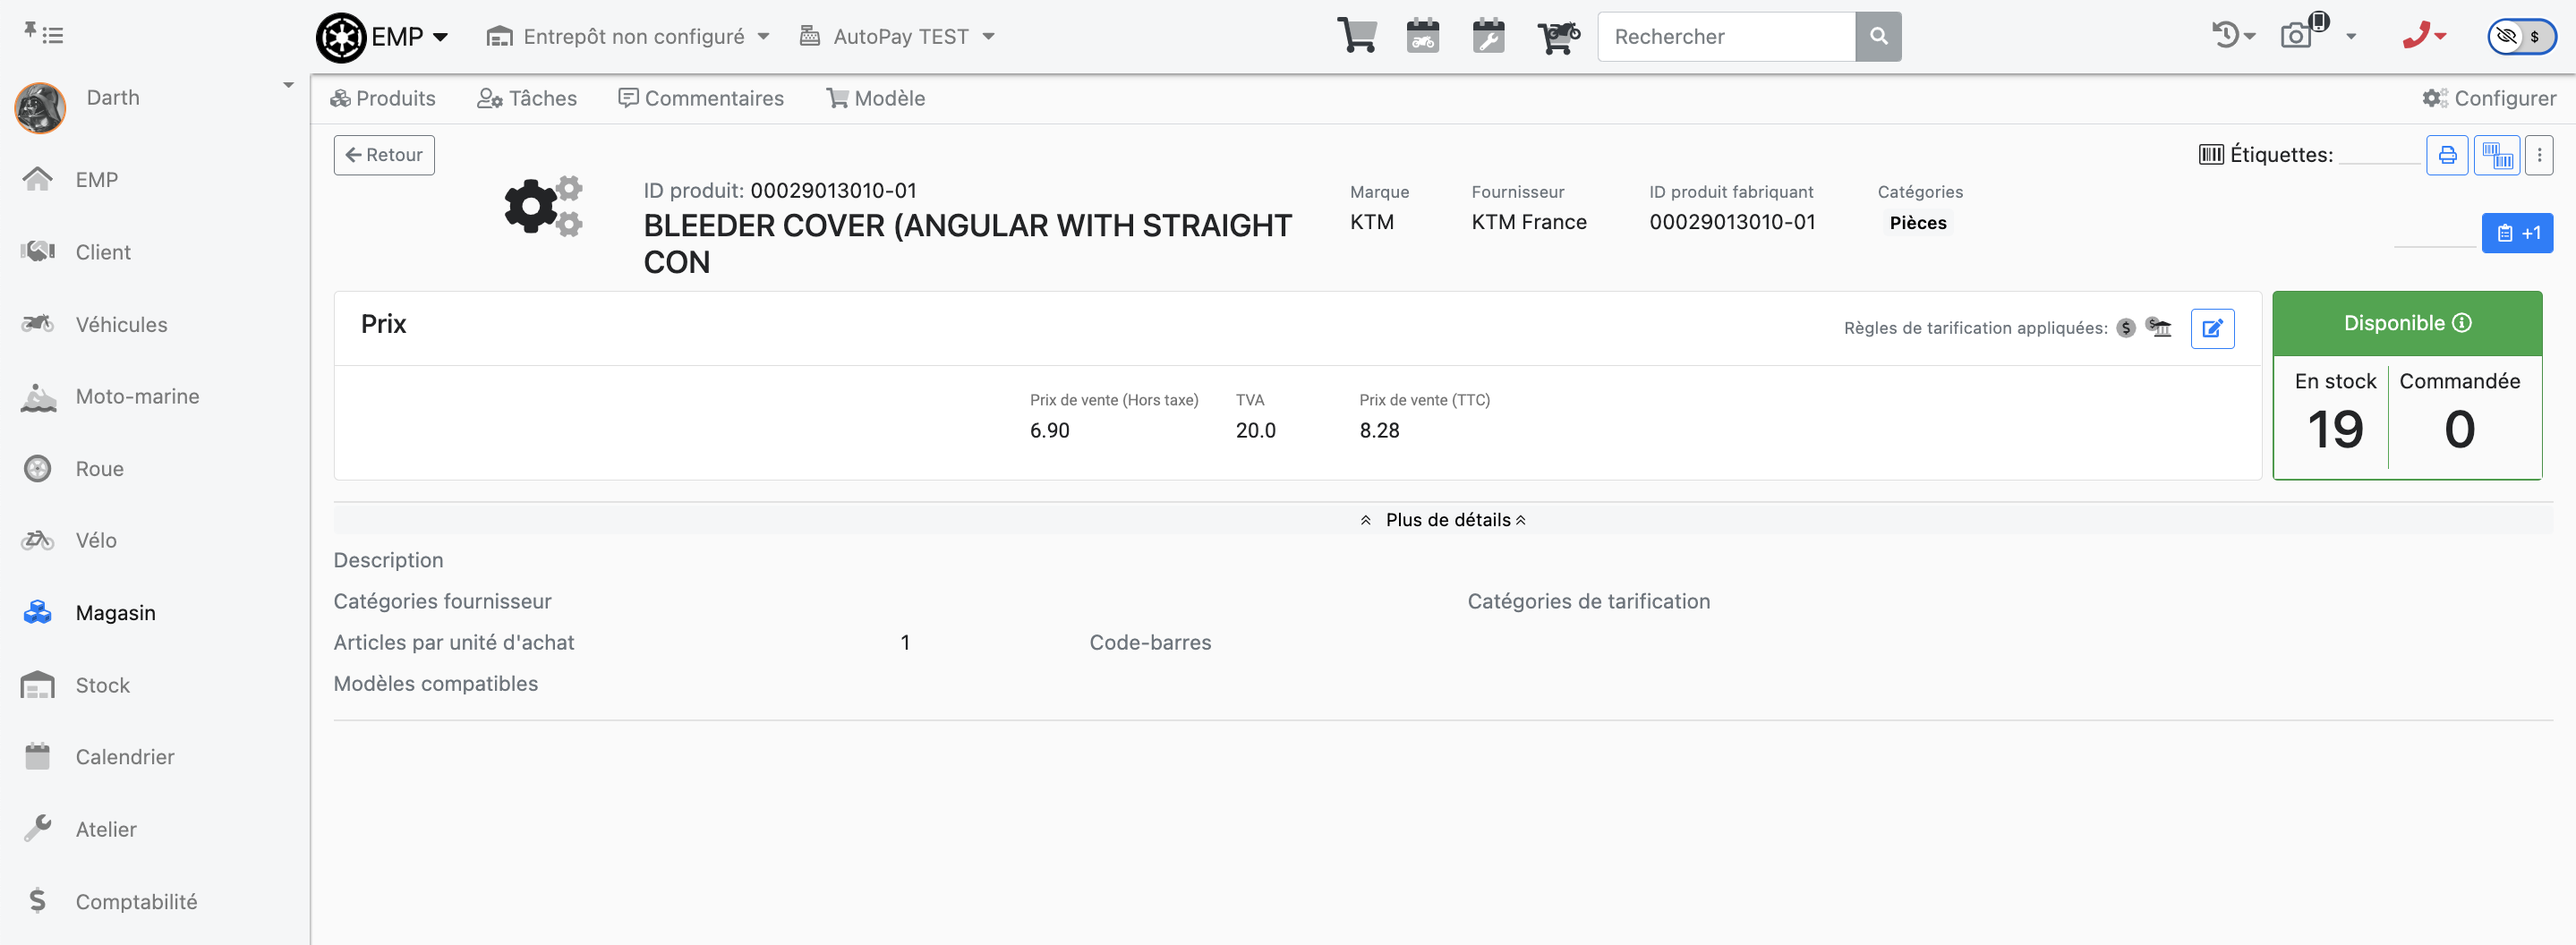 EMP
Entrepôt non configuré
AutoPay TEST
Rechercher
$
Darth
EMP
Client
Véhicules
Moto-marine
Roue
Vélo
Magasin
Stock
Calendrier
Atelier
Comptabilité
Produits
Tâches
Commentaires
Modèle
Configurer
Retour
Étiquettes:
ID produit: 00029013010-01
BLEEDER COVER (ANGULAR WITH STRAIGHT
CON
Marque
KTM
Fournisseur
KTM France
ID produit fabriquant
00029013010-01
Catégories
Pièces
+1
Prix
Règles de tarification appliquées:
Prix de vente (Hors taxe)
6.90
TVA
20.0
Prix de vente (TTC)
8.28
Disponible
En stock
19
Commandée
0
Plus de détails
Description
Catégories fournisseur
Catégories de tarification
Articles par unité d'achat
1
Code-barres
Modèles compatibles